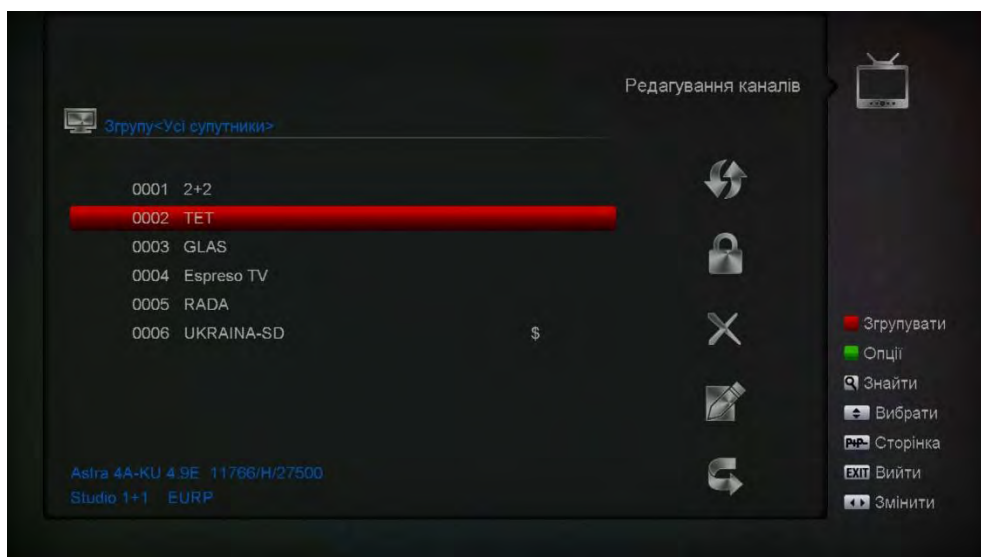 Редагування каналів
Згрупу<Усі супутники>
0001 2+2
0002 TET
0003 GLAS
0004 Espreso TV
0005 RADA
0006 UKRAINA-SD $
Astra 4A-KU 4.9E 11766/H/27500
Studio 1+1 EURP
Згрупувати
Опції
Знайти
Вибрати
P+P- Сторінка
EXIT Вийти
Змінити